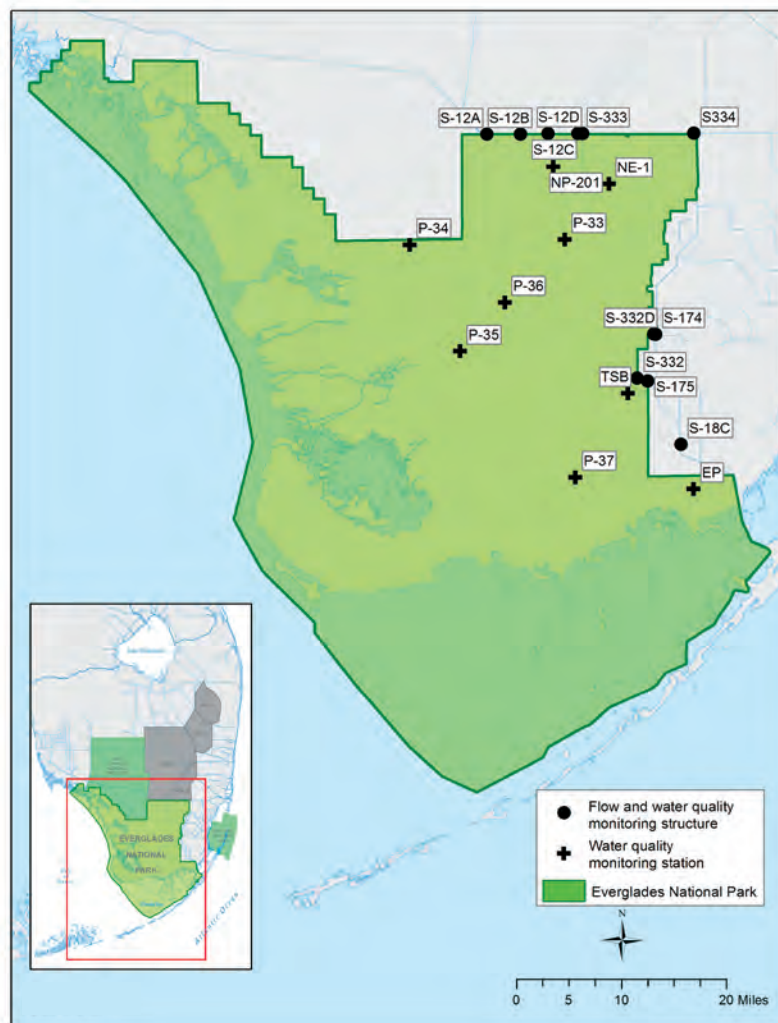 S-12A
S-12B
S-12D
S-333
S334
S-12C
NP-201
NE-1
P-34
P-33
P-36
S-332D
S-174
P-35
S-332
TSB
S-175
S-18C
P-37
EP
EVERGLADES
NATIONAL
PARK
Atlantic Ocean
Flow and water quality
monitoring structure
Water quality
monitoring station
Everglades National Park
N
0 5 10 20 Miles